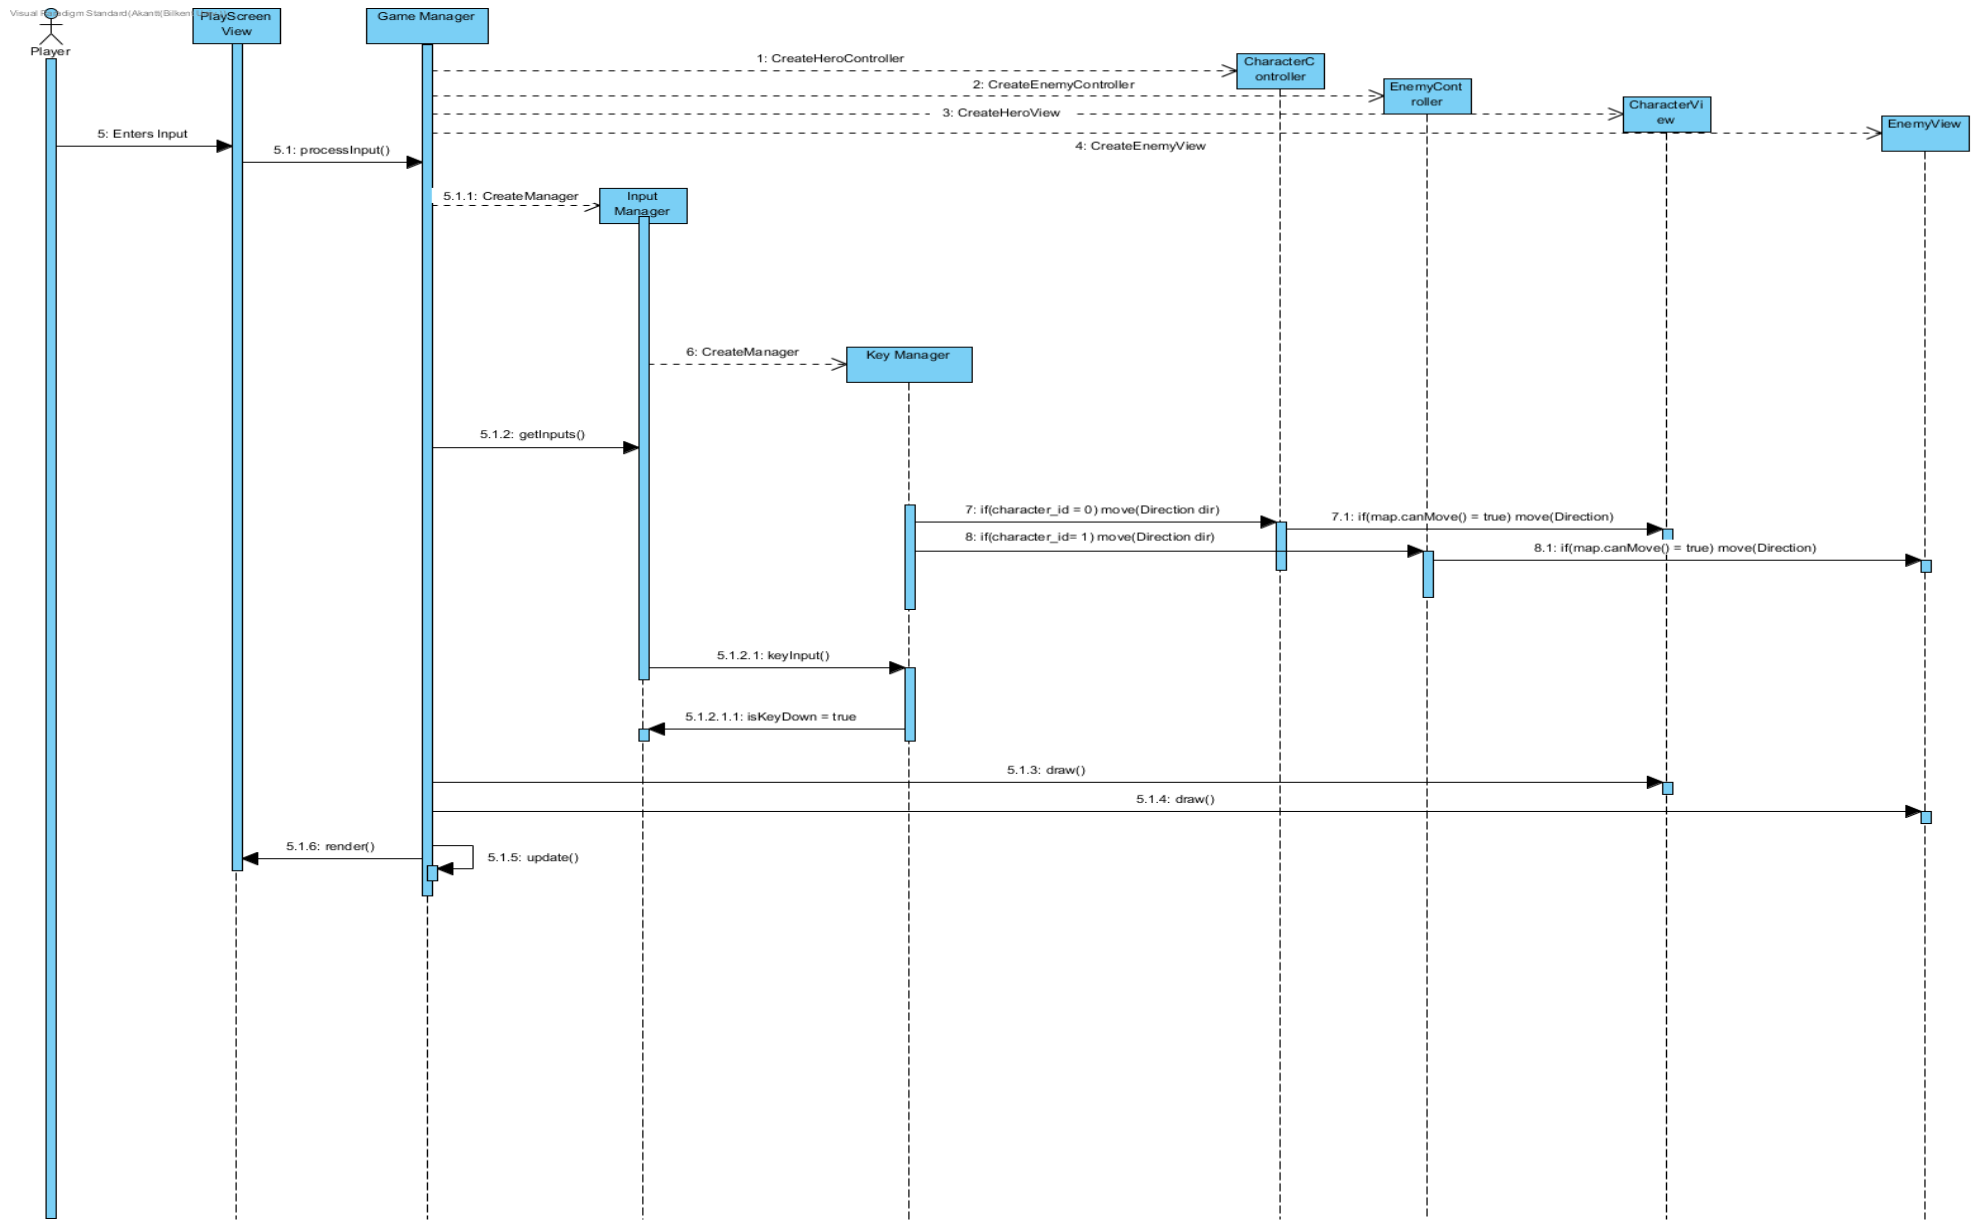 Visual Paradigm Standard(Akantt(Bilkent
Player
PlayScreen
View
Game Manager
1: CreateHeroController
CharacterC
ontroller
2: CreateEnemyController
EnemyCont
roller
3: CreateHeroView
CharacterVi
ew
4: CreateEnemyView
EnemyView
5: Enters Input
5.1: processInput()
5.1.1: CreateManager
Input
Manager
6: CreateManager
Key Manager
5.1.2: getInputs()
7: if(character_id = 0) move(Direction dir)
7.1: if(map.canMove() = true) move(Direction)
8: if(character_id= 1) move(Direction dir)
8.1: if(map.canMove() = true) move(Direction)
5.1.2.1: keyInput()
5.1.2.1.1: isKeyDown = true
5.1.3: draw()
5.1.4: draw()
5.1.6: render()
5.1.5: update()